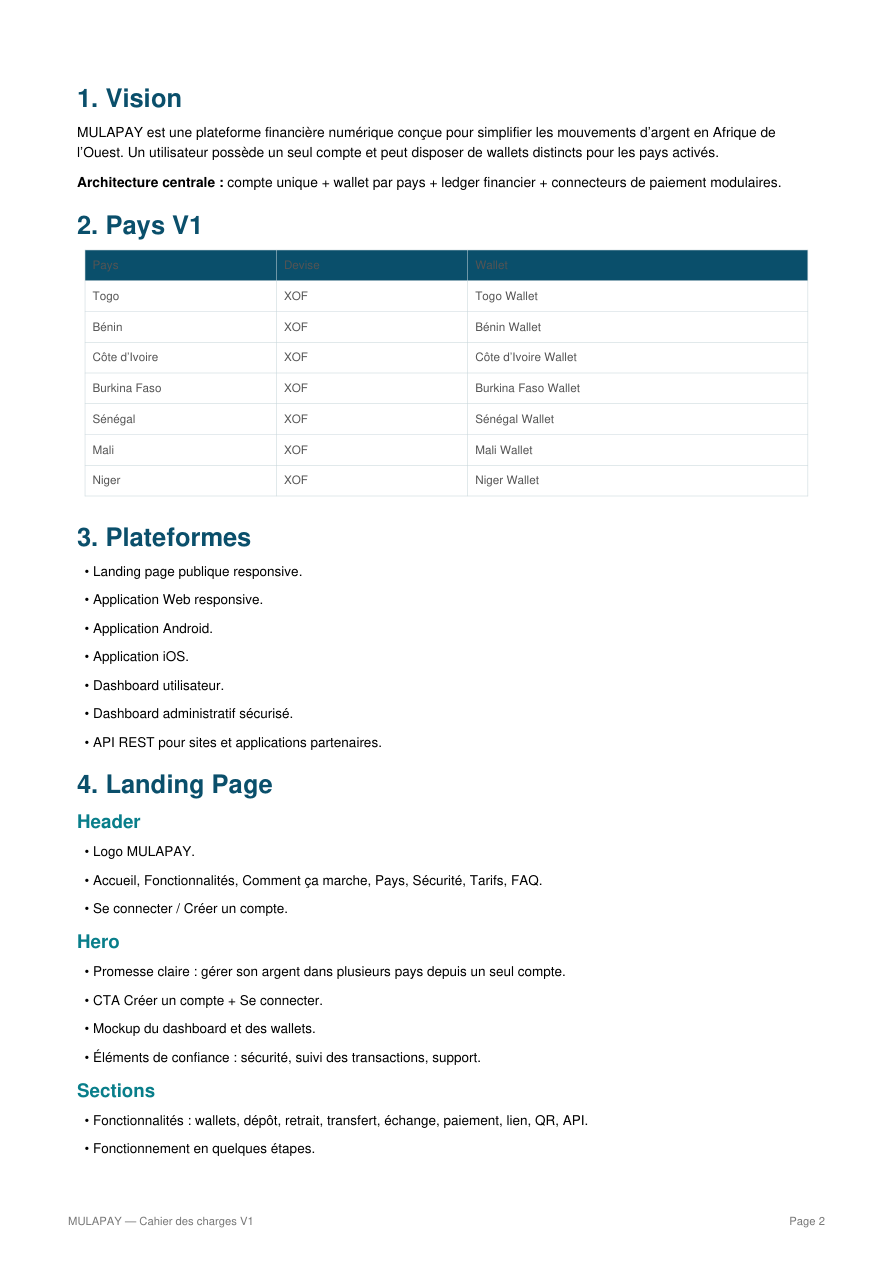 1. Vision
MULAPAY est une plateforme financière numérique conçue pour simplifier les mouvements d'argent en Afrique de
l'Ouest. Un utilisateur possède un seul compte et peut disposer de wallets distincts pour les pays activés.
Architecture centrale : compte unique + wallet par pays + ledger financier + connecteurs de paiement modulaires.
2. Pays V1
Pays Devise Wallet
Togo XOF Togo Wallet
Bénin XOF Bénin Wallet
Côte d'Ivoire XOF Côte d'Ivoire Wallet
Burkina Faso XOF Burkina Faso Wallet
Sénégal XOF Sénégal Wallet
Mali XOF Mali Wallet
Niger XOF Niger Wallet
3. Plateformes
• Landing page publique responsive.
• Application Web responsive.
• Application Android.
• Application iOS.
• Dashboard utilisateur.
• Dashboard administratif sécurisé.
• API REST pour sites et applications partenaires.
4. Landing Page
Header
• Logo MULAPAY.
• Accueil, Fonctionnalités, Comment ça marche, Pays, Sécurité, Tarifs, FAQ.
• Se connecter / Créer un compte.
Hero
• Promesse claire : gérer son argent dans plusieurs pays depuis un seul compte.
• CTA Créer un compte + Se connecter.
• Mockup du dashboard et des wallets.
• Éléments de confiance : sécurité, suivi des transactions, support.
Sections
• Fonctionnalités : wallets, dépôt, retrait, transfert, échange, paiement, lien, QR, API.
• Fonctionnement en quelques étapes.
MULAPAY — Cahier des charges V1 Page 2